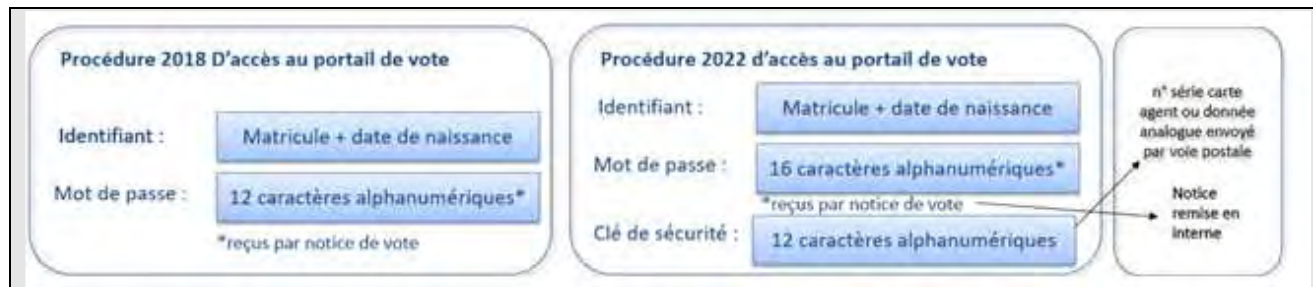 Procédure 2018 D'accès au portail de vote
Identifiant :
Matricule + date de naissance
Mot de passe :
12 caractères alphanumériques*
*reçus par notice de vote
Procédure 2022 d'accès au portail de vote
Identifiant :
Matricule + date de naissance
Mot de passe :
16 caractères alphanumériques*
*reçus par notice de vote
Clé de sécurité :
12 caractères alphanumériques
n° série carte
agent ou donnée
analogue envoyé
par voie postale
Notice
remise en
interne